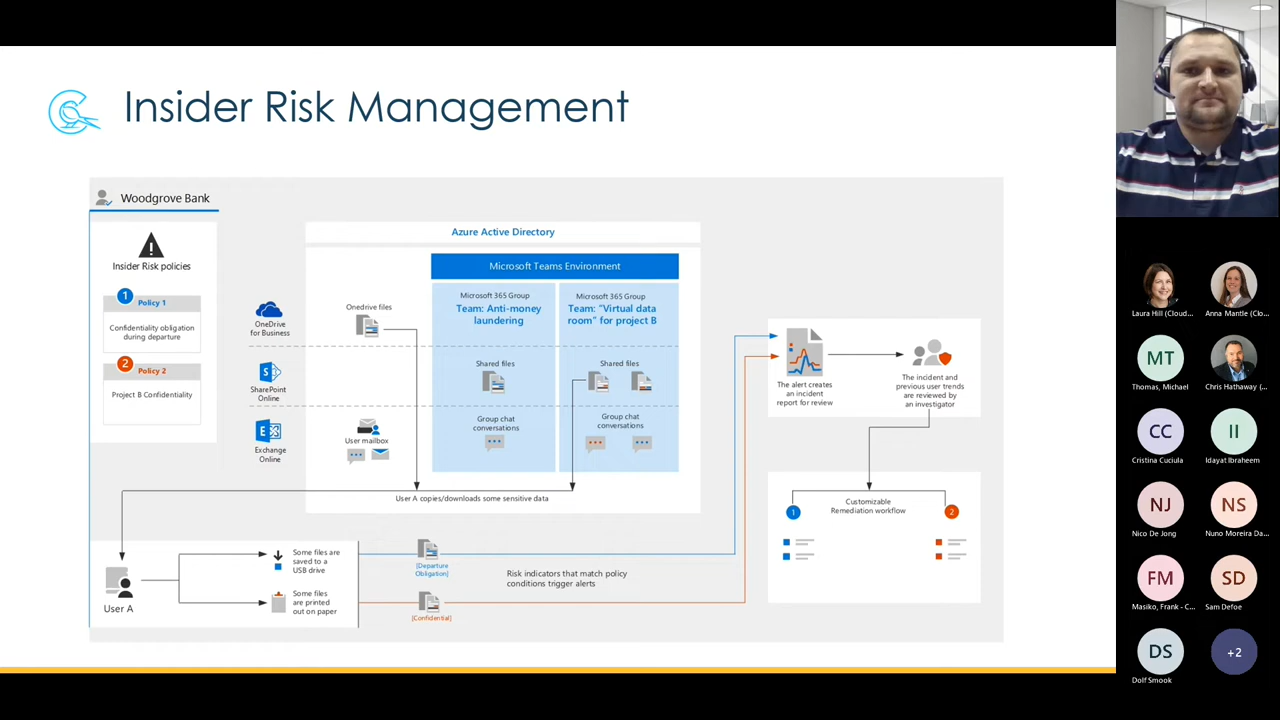 Insider Risk Management
Woodgrove Bank
Insider Risk policies
1
Policy 1
Confidentiality obligation
during departure
2
Policy 2
Project B Confidentiality
OneDrive
for Business
SharePoint
Online
Exchange
Online
Azure Active Directory
Microsoft Teams Environment
Onedrive files
Microsoft 365 Group
Team: Anti-money
laundering
Microsoft 365 Group
Team: "Virtual data
room" for project B
Shared files
Shared files
User mailbox
Group chat
conversations
Group chat
conversations
User A copies/downloads some sensitive data
User A
Some files are
saved to a
USB drive
Some files
are printed
out on paper
[Departure
Obligation]
[Confidential]
Risk indicators that match policy
conditions trigger alerts
The alert creates
an incident
report for review
The incident and
previous user trends
are reviewed by
an investigator
Customizable
Remediation workflow
1
2
Laura Hill (Cloud...
Anna Mantle (Clo...
MT
Thomas, Michael
Chris Hathaway (...
CC
Cristina Cuciula
II
Idayat Ibraheem
NJ
Nico De Jong
NS
Nuno Moreira Da...
FM
Masiko, Frank - C...
SD
Sam Defoe
DS
Dolf Smook
+2